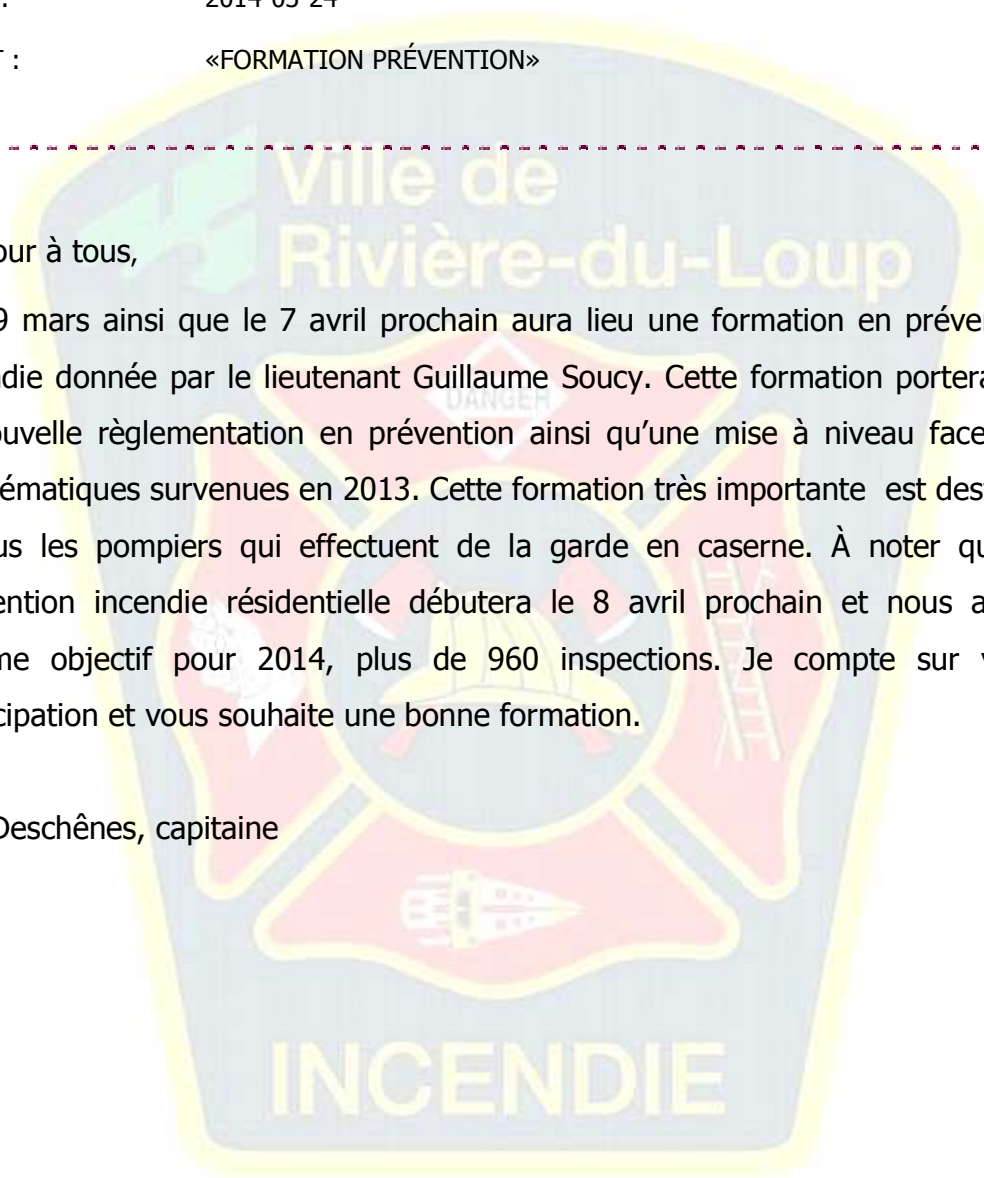 : 2014-03-24
T : «FORMATION PRÉVENTION»
Ville de
Rivière-du-Loup
our à tous,
9 mars ainsi que le 7 avril prochain aura lieu une formation en préven
ndie donnée par le lieutenant Guillaume Soucy. Cette formation portera
ouvelle règlementation en prévention ainsi qu’une mise à niveau face
ématiques survenues en 2013. Cette formation très importante est dest
us les pompiers qui effectuent de la garde en caserne. À noter qu
ention incendie résidentielle débutera le 8 avril prochain et nous a
me objectif pour 2014, plus de 960 inspections. Je compte sur v
cipation et vous souhaite une bonne formation.
Deschênes, capitaine
DANGER
INCENDIE